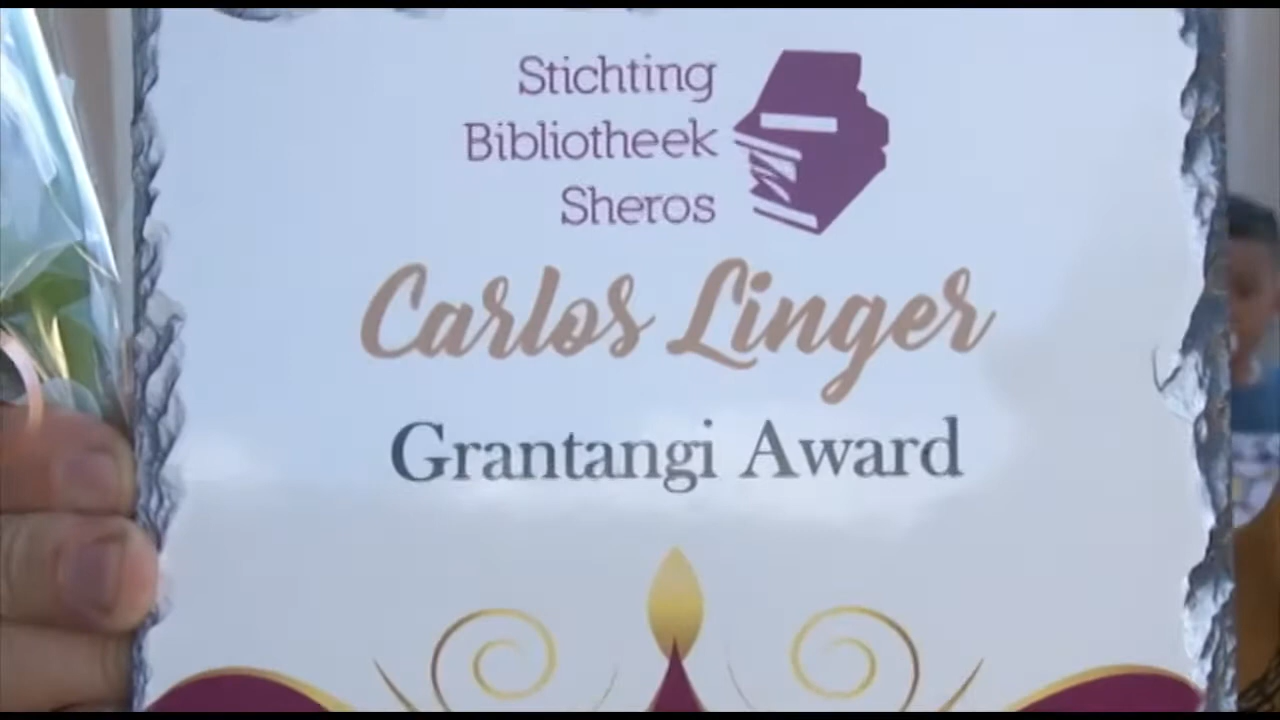 Stichting
Bibliotheek
Sheros
Carlos Linger
Grantangi Award